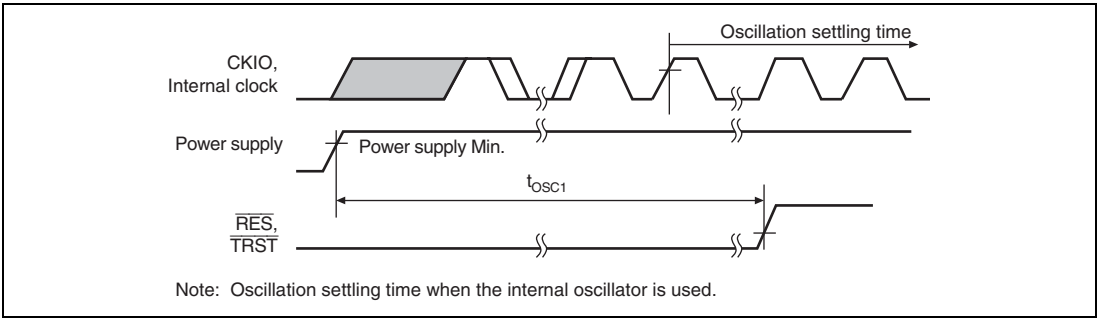 Oscillation settling time
CKIO,
Internal clock
Power supply
Power supply Min.
tOSC1
RES,
TRST
Note: Oscillation settling time when the internal oscillator is used.